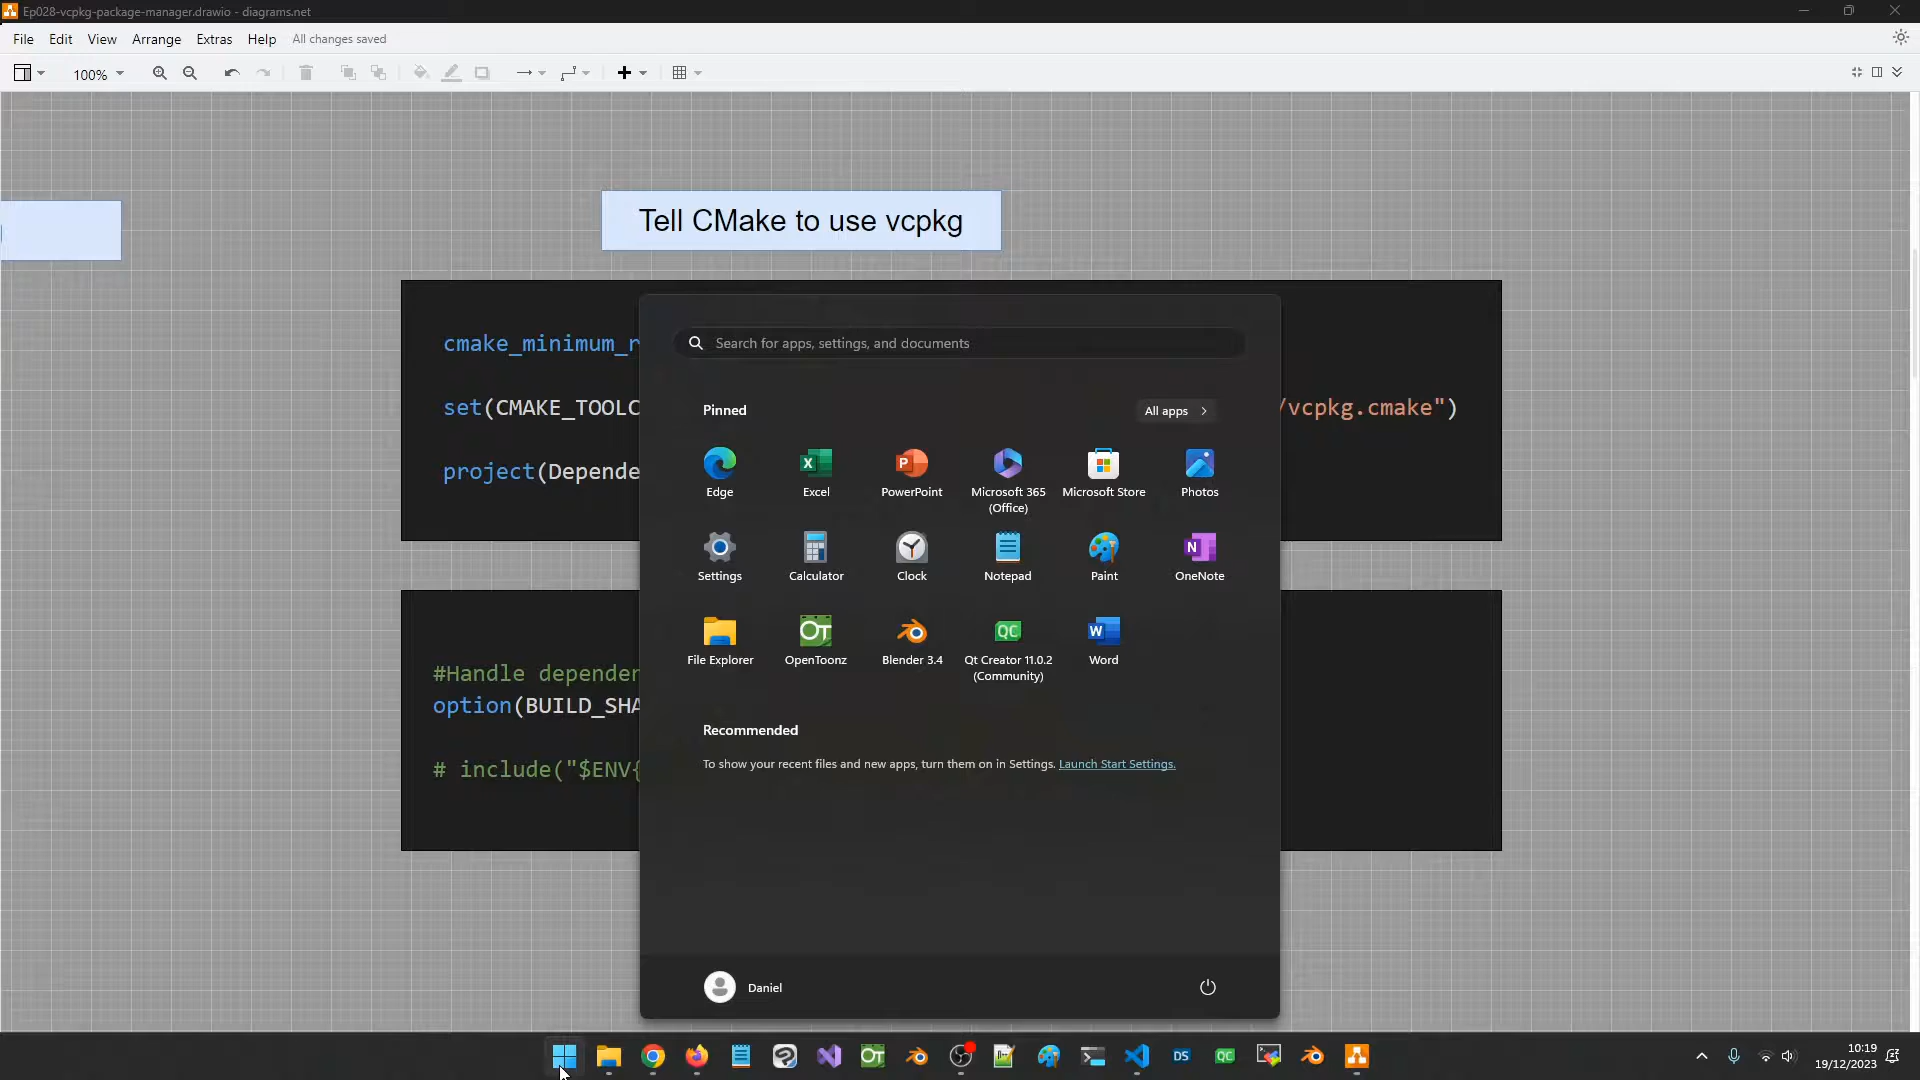 Ep028-vcpkg-package-manager.drawio - diagrams.net
File Edit View Arrange Extras Help All changes saved
100%
Tell CMake to use vcpkg
cmake_minimum_r
set(CMAKE_TOOLC
/vcpkg.cmake")
project(Depende
#Handle depender
option(BUILD_SHA
# include("$ENV{
Search for apps, settings, and documents
Pinned
All apps
Edge
Excel
PowerPoint
Microsoft 365
(Office)
Microsoft Store
Photos
Settings
Calculator
Clock
Notepad
Paint
OneNote
File Explorer
OpenToonz
Blender 3.4
Qt Creator 11.0.2
(Community)
Word
Recommended
To show your recent files and new apps, turn them on in Settings. Launch Start Settings.
Daniel
10:19
19/12/2023